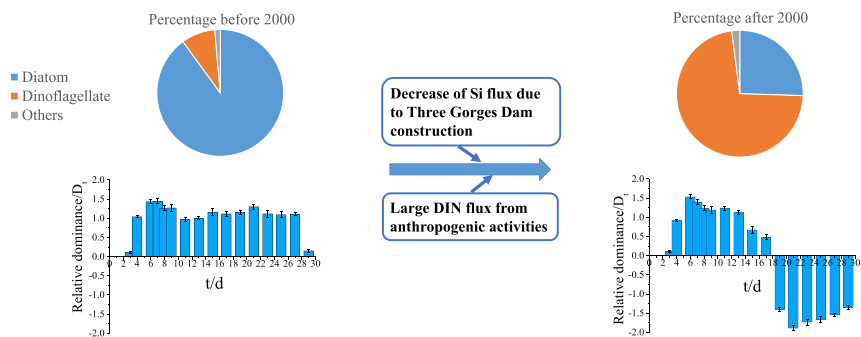 Percentage before 2000
Diatom
Dinoflagellate
Others
Decrease of Si flux due
to Three Gorges Dam
construction
Large DIN flux from
anthropogenic activities
Percentage after 2000
Relative dominance/Dt
2.0
1.5
1.0
0.5
0.0
-0.5
-1.0
-1.5
-2.0
0 2 4 6 8 10 12 14 16 18 20 22 24 26 28 30
t/d
Relative dominance/Dt
2.0
1.5
1.0
0.5
0.0
-0.5
-1.0
-1.5
-2.0
0 2 4 6 8 10 12 14 16 18 20 22 24 26 28 30
t/d